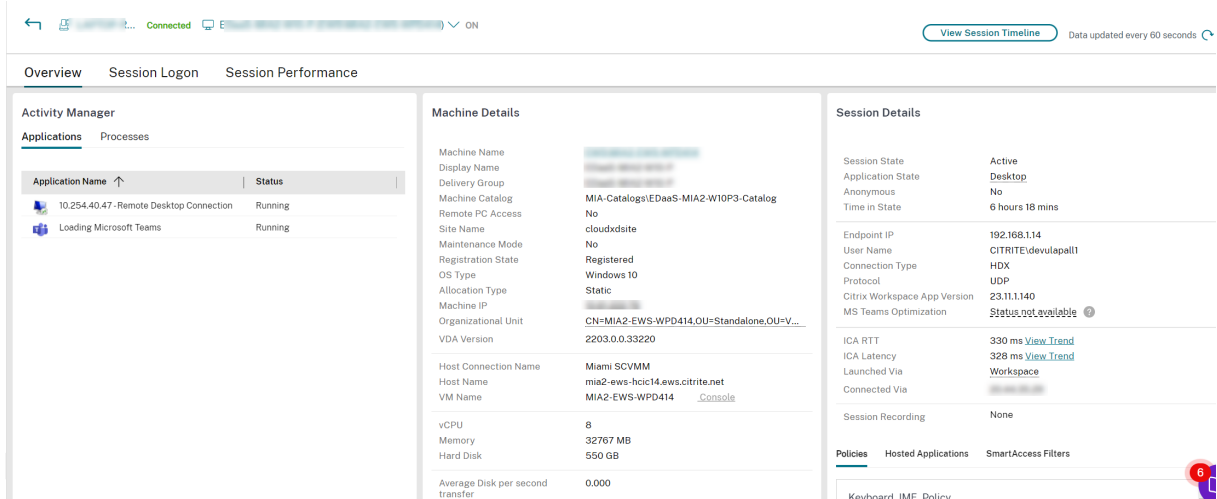 Connected
ON
View Session Timeline
Data updated every 60 seconds
Overview
Session Logon
Session Performance
Activity Manager
Applications
Processes
Application Name
Status
10.254.40.47 - Remote Desktop Connection
Running
Loading Microsoft Teams
Running
Machine Details
Machine Name
Display Name
Delivery Group
Machine Catalog MIA-Catalogs\EDaaS-MIA2-W10P3-Catalog
Remote PC Access No
Site Name cloudxdsite
Maintenance Mode No
Registration State Registered
OS Type Windows 10
Allocation Type Static
Machine IP
Organizational Unit CN=MIA2-EWS-WPD414,OU=Standalone,OU=V...
VDA Version 2203.0.0.33220
Host Connection Name Miami SCVMM
Host Name mia2-ews-hcic14.ews.citrite.net
VM Name MIA2-EWS-WPD414 Console
vCPU 8
Memory 32767 MB
Hard Disk 550 GB
Average Disk per second 0.000
transfer
Session Details
Session State Active
Application State Desktop
Anonymous No
Time in State 6 hours 18 mins
Endpoint IP 192.168.1.14
User Name CITRITE\devulapall1
Connection Type HDX
Protocol UDP
Citrix Workspace App Version 23.11.1.140
MS Teams Optimization Status not available ?
ICA RTT 330 ms View Trend
ICA Latency 328 ms View Trend
Launched Via Workspace
Connected Via
Session Recording None
Policies
Hosted Applications
SmartAccess Filters
Keyboard_IME_Policy
6